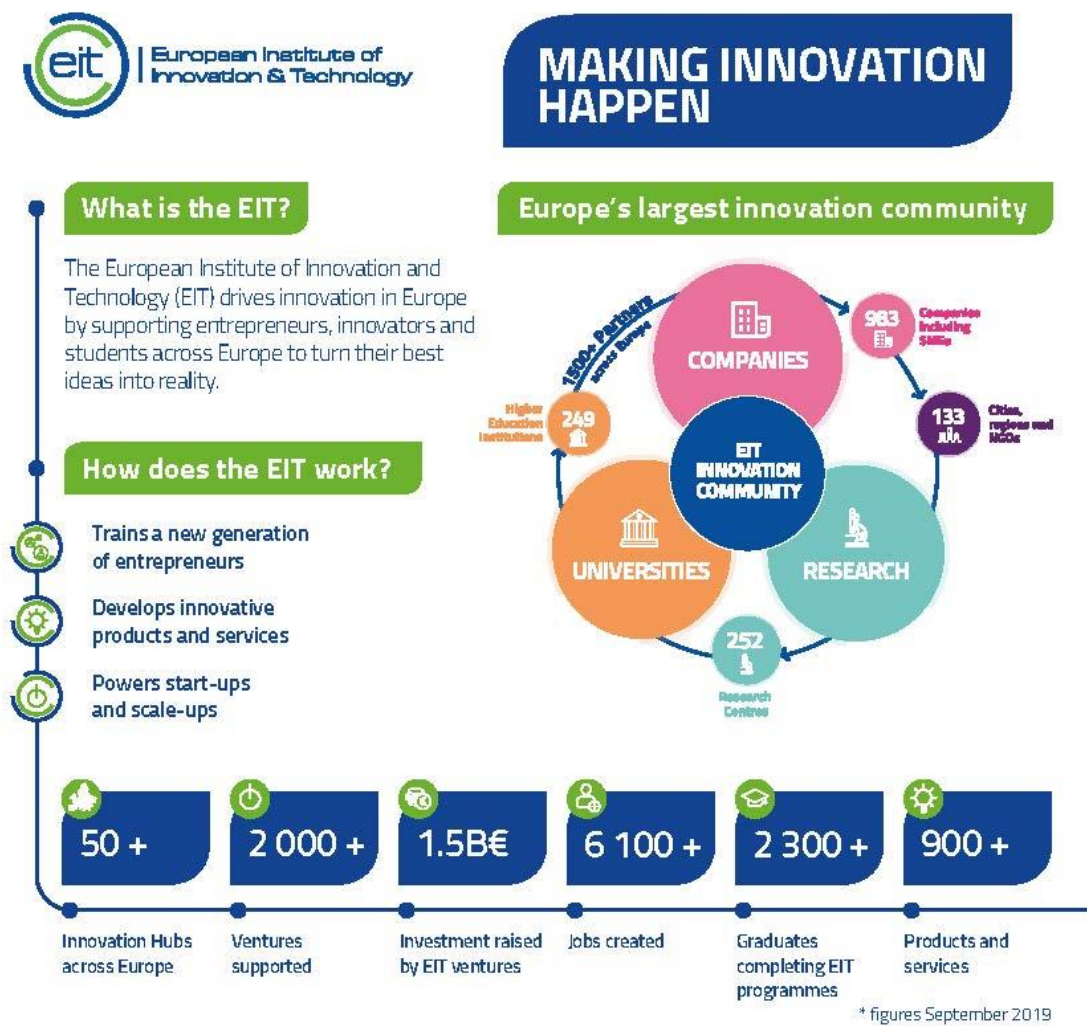 eit
European Institute of
Innovation & Technology
MAKING INNOVATION
HAPPEN
What is the EIT?
The European Institute of Innovation and
Technology (EIT) drives innovation in Europe
by supporting entrepreneurs, innovators and
students across Europe to turn their best
ideas into reality.
How does the EIT work?
Trains a new generation
of entrepreneurs
Develops innovative
products and services
Powers start-ups
and scale-ups
Europe's largest innovation community
1500+ Partners
across Europe
COMPANIES
983
Companies
including
SMEs
133
Cities,
regions and
NGOs
249
Higher
Education
Institutions
EIT
INNOVATION
COMMUNITY
UNIVERSITIES
RESEARCH
252
Research
Centres
50 +
Innovation Hubs
across Europe
2 000 +
Ventures
supported
1.5B€
Investment raised
by EIT ventures
6 100 +
Jobs created
2 300 +
Graduates
completing EIT
programmes
900 +
Products and
services
* figures September 2019